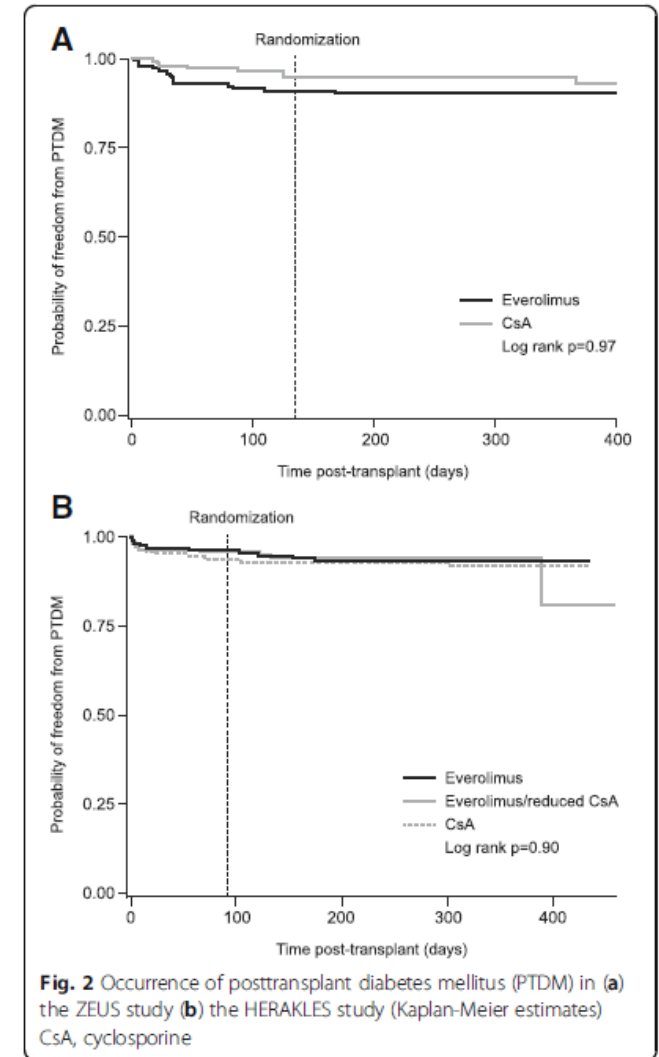 A
Randomization
1.00
0.75
0.50
0.25
0.00
Probability of freedom from PTDM
Everolimus
CsA
Log rank p=0.97
0 100 200 300 400
Time post-transplant (days)
B
Randomization
1.00
0.75
0.50
0.25
0.00
Probability of freedom from PTDM
Everolimus
Everolimus/reduced CsA
CsA
Log rank p=0.90
0 100 200 300 400
Time post-transplant (days)
Fig. 2 Occurrence of posttransplant diabetes mellitus (PTDM) in (a)
the ZEUS study (b) the HERAKLES study (Kaplan-Meier estimates)
CsA, cyclosporine